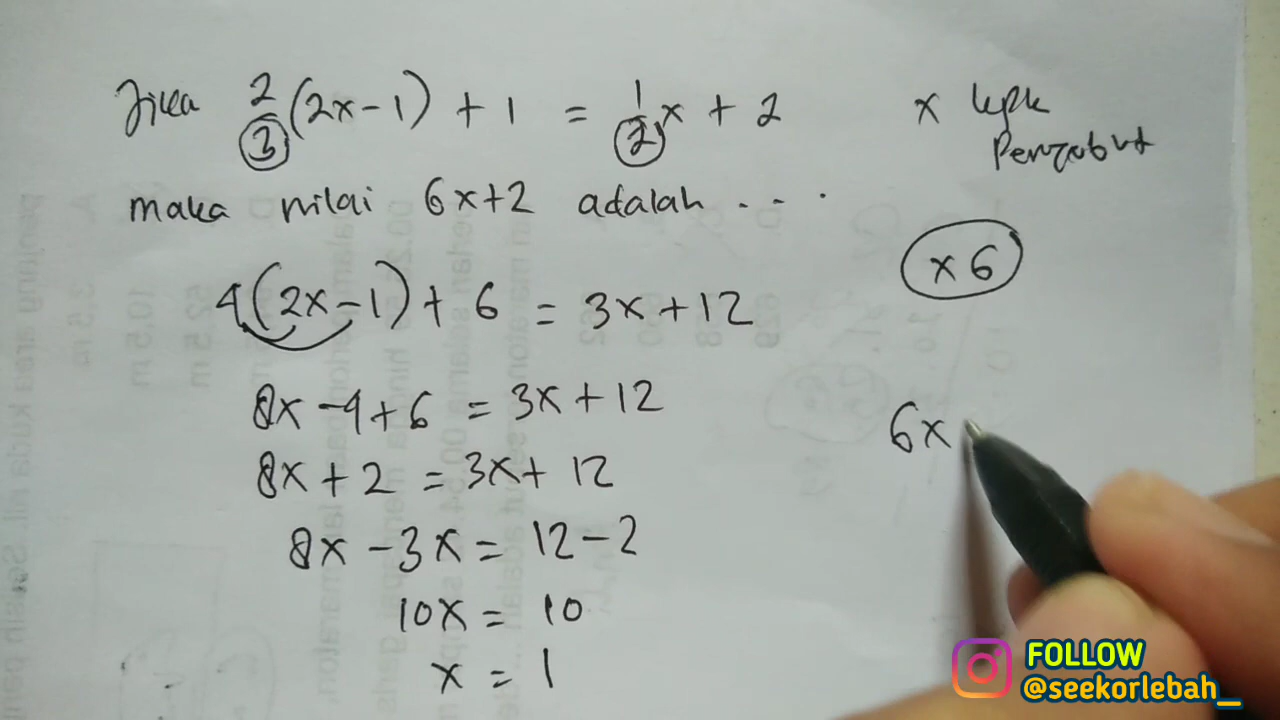 Jika 2/3 (2x-1) + 1 = 1/2 x + 2
x kpk
Penyebut
maka nilai 6x+2 adalah ....
x 6
4(2x-1) + 6 = 3x + 12
8x - 4 + 6 = 3x + 12
8x + 2 = 3x + 12
8x - 3x = 12 - 2
10x = 10
x = 1
6x
FOLLOW
@seekorlebah_